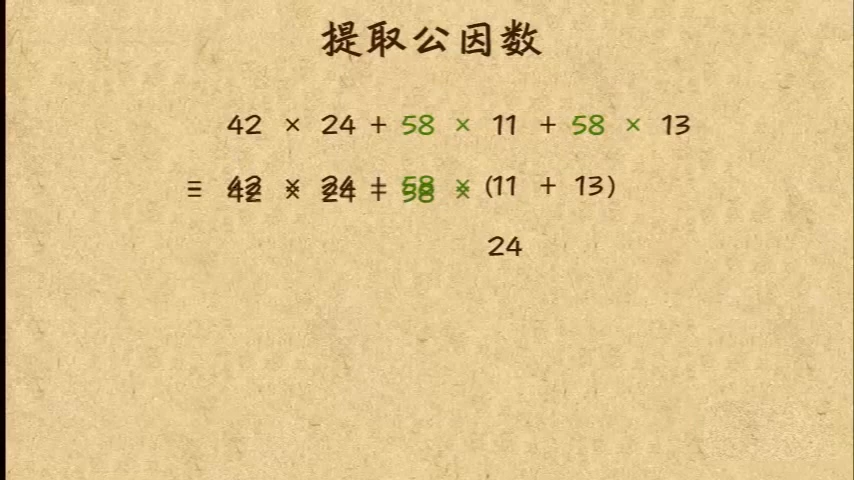 提取公因数
42 × 24 + 58 × 11 + 58 × 13
= 42 × 24 + 58 × (11 + 13)
24